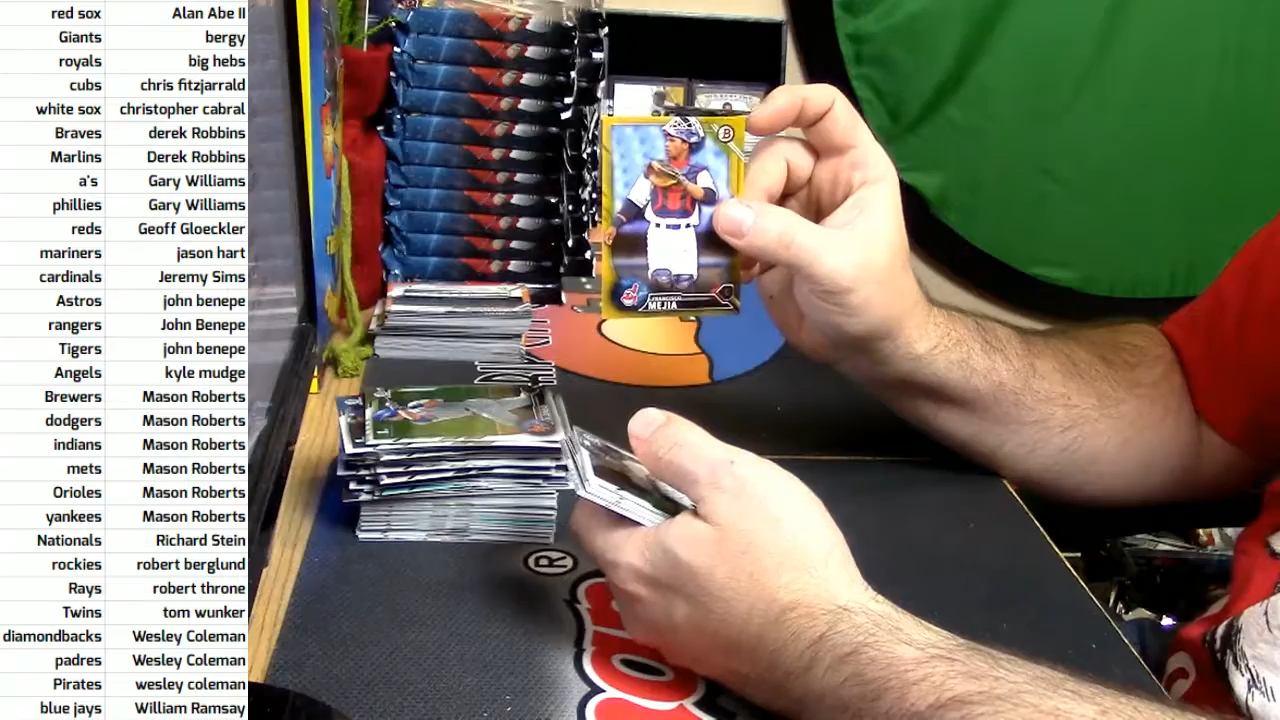 red sox Alan Abe II
Giants bergy
royals big hebs
cubs chris fitzjarrald
white sox christopher cabral
Braves derek Robbins
Marlins Derek Robbins
a's Gary Williams
phillies Gary Williams
reds Geoff Gloeckler
mariners jason hart
cardinals Jeremy Sims
Astros john benepe
rangers John Benepe
Tigers john benepe
Angels kyle mudge
Brewers Mason Roberts
dodgers Mason Roberts
indians Mason Roberts
mets Mason Roberts
Orioles Mason Roberts
yankees Mason Roberts
Nationals Richard Stein
rockies robert berglund
Rays robert throne
Twins tom wunker
diamondbacks Wesley Coleman
padres Wesley Coleman
Pirates wesley coleman
blue jays William Ramsay
B
FRANCISCO
MEJIA
®